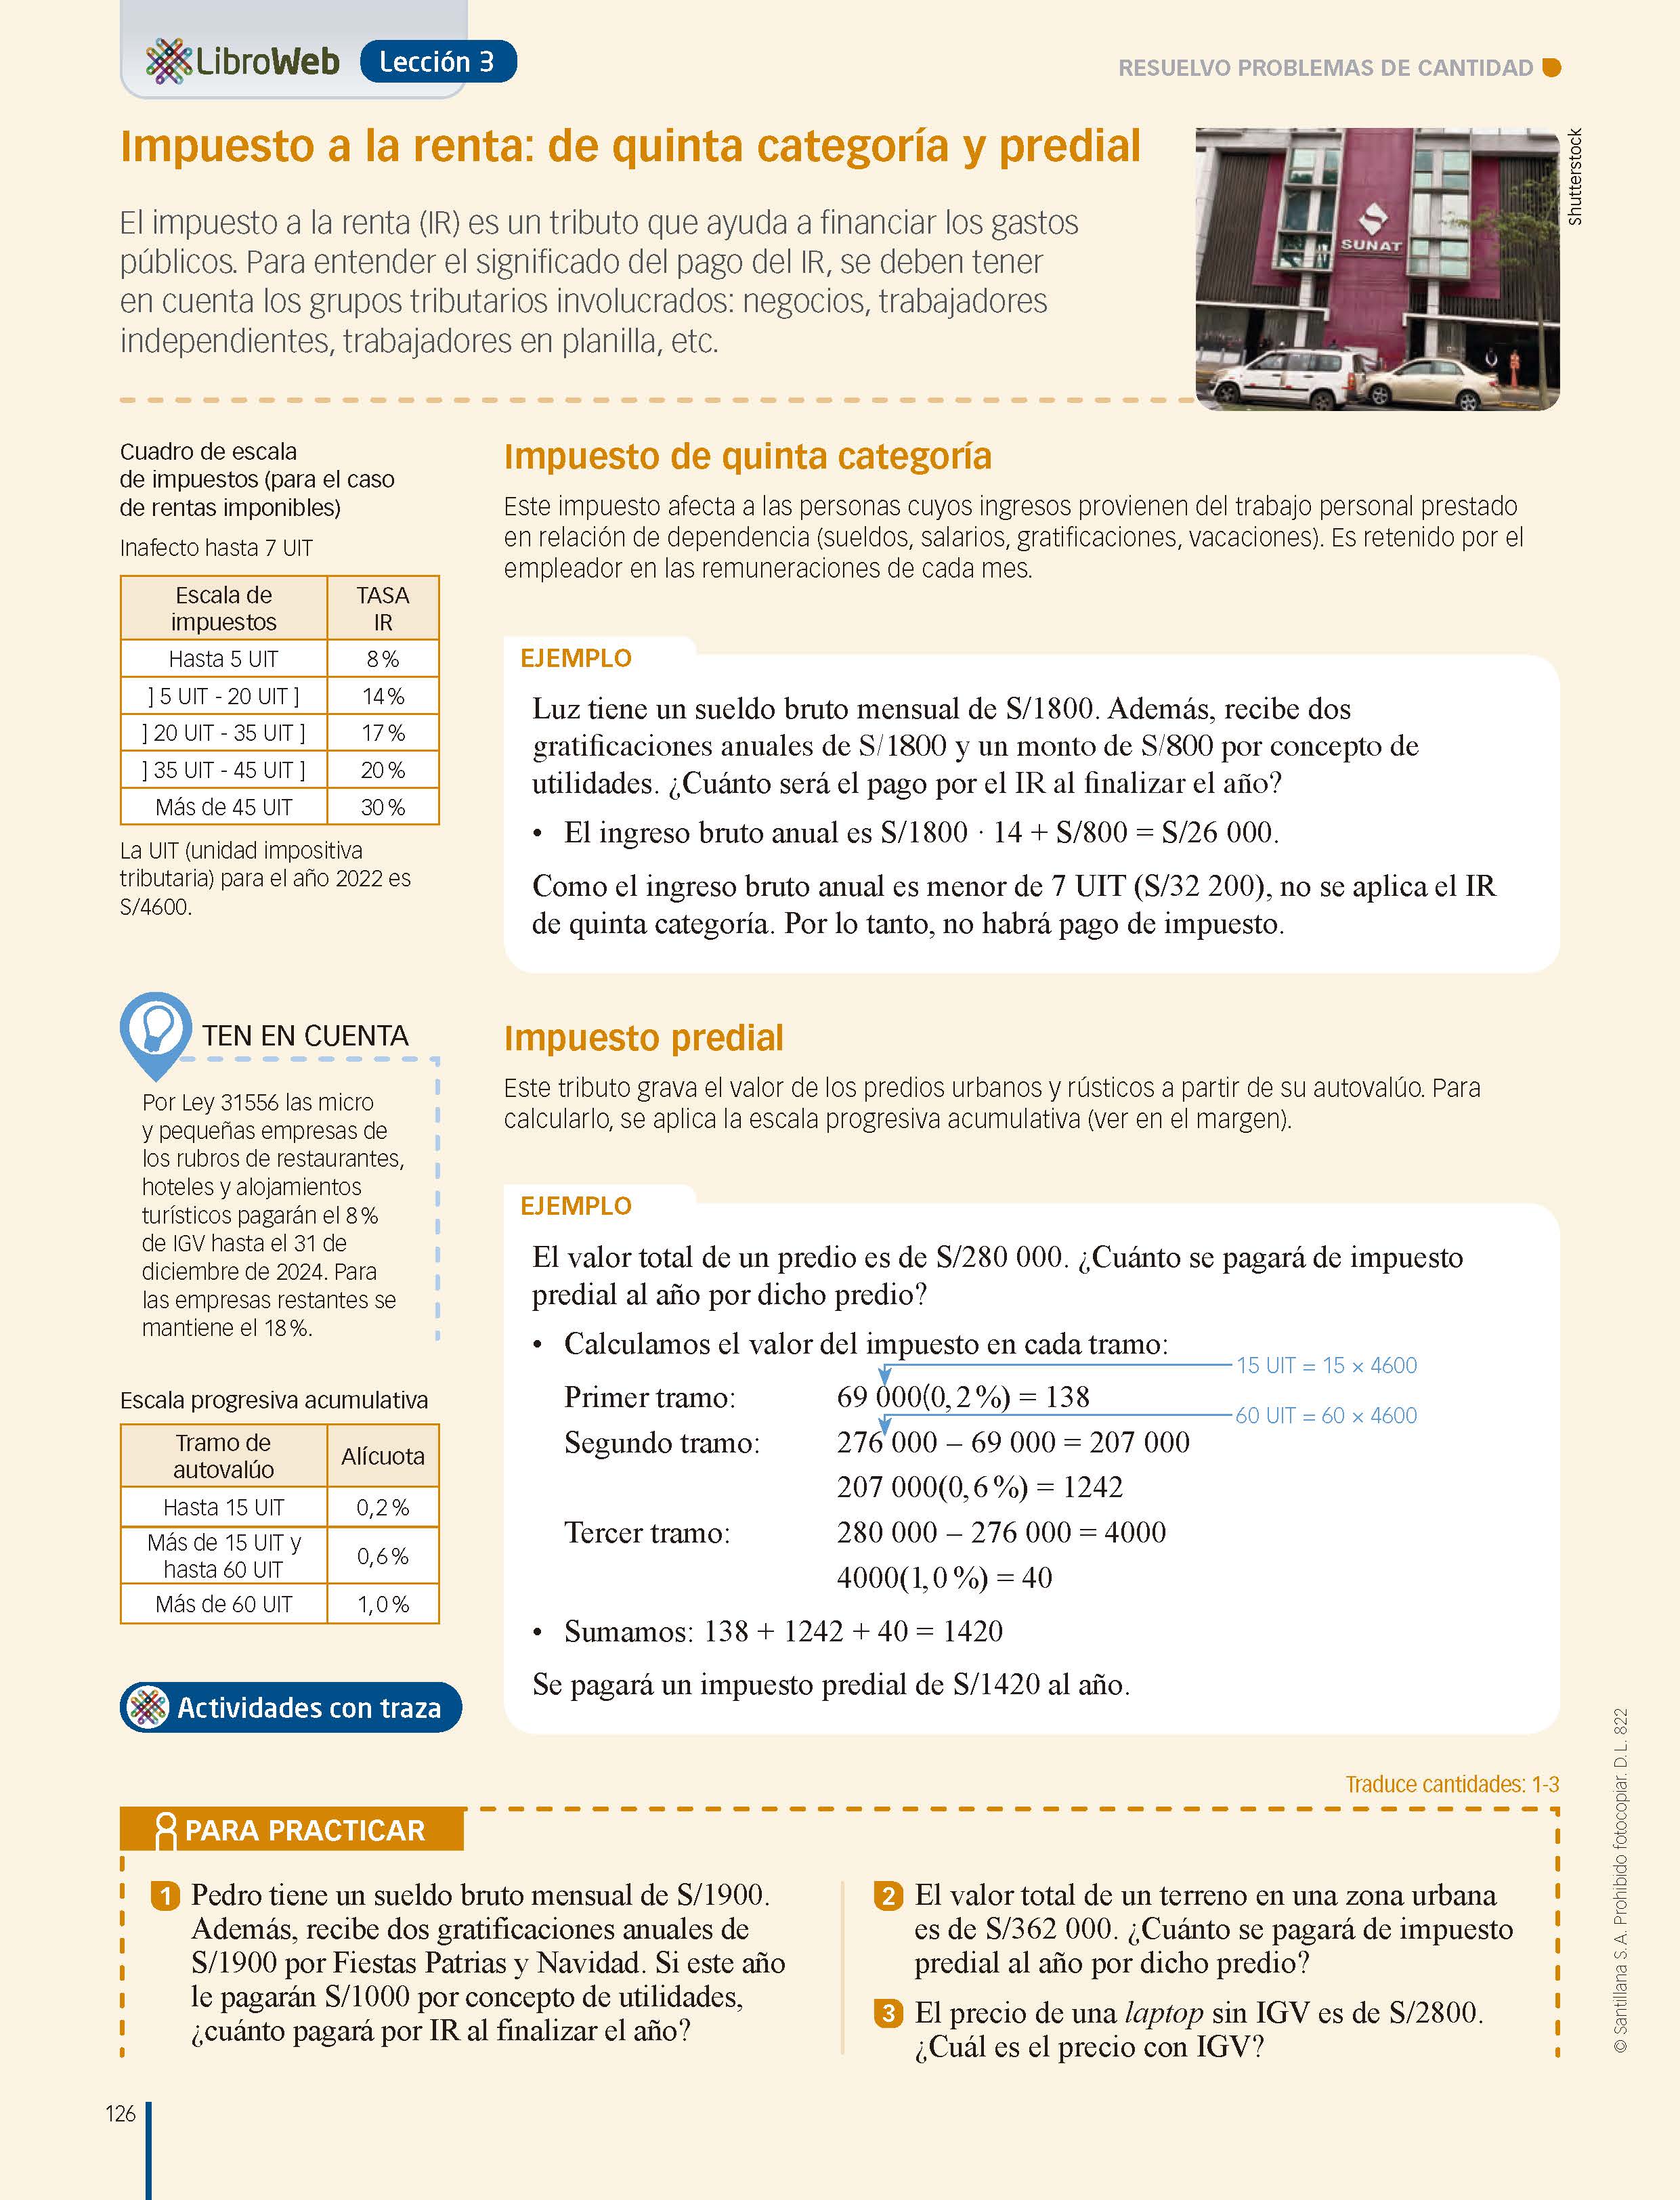 LibroWeb Lección 3
RESUELVO PROBLEMAS DE CANTIDAD
Impuesto a la renta: de quinta categoría y predial
El impuesto a la renta (IR) es un tributo que ayuda a financiar los gastos
públicos. Para entender el significado del pago del IR, se deben tener
en cuenta los grupos tributarios involucrados: negocios, trabajadores
independientes, trabajadores en planilla, etc.
SUNAT
Shutterstock
Cuadro de escala
de impuestos (para el caso
de rentas imponibles)
Inafecto hasta 7 UIT
Escala de impuestos TASA IR
Hasta 5 UIT 8 %
] 5 UIT - 20 UIT ] 14 %
] 20 UIT - 35 UIT ] 17 %
] 35 UIT - 45 UIT ] 20 %
Más de 45 UIT 30 %
La UIT (unidad impositiva
tributaria) para el año 2022 es
S/4600.
Impuesto de quinta categoría
Este impuesto afecta a las personas cuyos ingresos provienen del trabajo personal prestado
en relación de dependencia (sueldos, salarios, gratificaciones, vacaciones). Es retenido por el
empleador en las remuneraciones de cada mes.
EJEMPLO
Luz tiene un sueldo bruto mensual de S/1800. Además, recibe dos
gratificaciones anuales de S/1800 y un monto de S/800 por concepto de
utilidades. ¿Cuánto será el pago por el IR al finalizar el año?
• El ingreso bruto anual es S/1800 · 14 + S/800 = S/26 000.
Como el ingreso bruto anual es menor de 7 UIT (S/32 200), no se aplica el IR
de quinta categoría. Por lo tanto, no habrá pago de impuesto.
TEN EN CUENTA
Por Ley 31556 las micro
y pequeñas empresas de
los rubros de restaurantes,
hoteles y alojamientos
turísticos pagarán el 8 %
de IGV hasta el 31 de
diciembre de 2024. Para
las empresas restantes se
mantiene el 18 %.
Escala progresiva acumulativa
Tramo de autovalúo Alícuota
Hasta 15 UIT 0,2 %
Más de 15 UIT y hasta 60 UIT 0,6 %
Más de 60 UIT 1,0 %
Actividades con traza
Impuesto predial
Este tributo grava el valor de los predios urbanos y rústicos a partir de su autovalúo. Para
calcularlo, se aplica la escala progresiva acumulativa (ver en el margen).
EJEMPLO
El valor total de un predio es de S/280 000. ¿Cuánto se pagará de impuesto
predial al año por dicho predio?
• Calculamos el valor del impuesto en cada tramo:
15 UIT = 15 × 4600
Primer tramo: 69 000(0,2 %) = 138
60 UIT = 60 × 4600
Segundo tramo: 276 000 – 69 000 = 207 000
207 000(0,6 %) = 1242
Tercer tramo: 280 000 – 276 000 = 4000
4000(1,0 %) = 40
• Sumamos: 138 + 1242 + 40 = 1420
Se pagará un impuesto predial de S/1420 al año.
Traduce cantidades: 1-3
PARA PRACTICAR
1 Pedro tiene un sueldo bruto mensual de S/1900.
Además, recibe dos gratificaciones anuales de
S/1900 por Fiestas Patrias y Navidad. Si este año
le pagarán S/1000 por concepto de utilidades,
¿cuánto pagará por IR al finalizar el año?
2 El valor total de un terreno en una zona urbana
es de S/362 000. ¿Cuánto se pagará de impuesto
predial al año por dicho predio?
3 El precio de una laptop sin IGV es de S/2800.
¿Cuál es el precio con IGV?
© Santillana S. A. Prohibido fotocopiar. D. L. 822
126